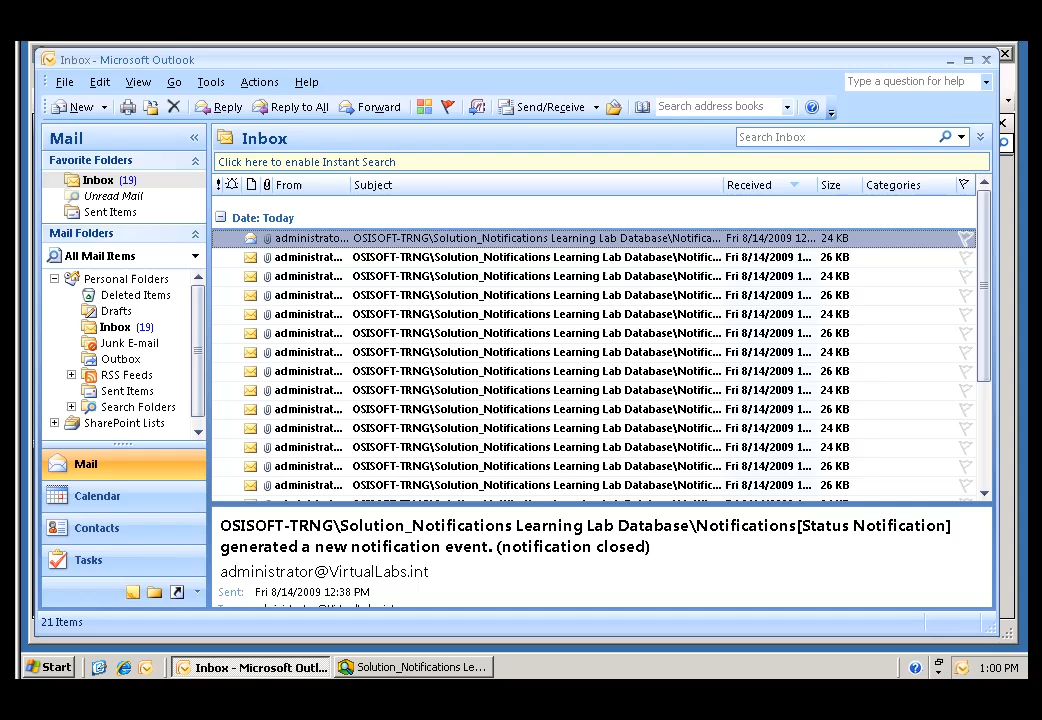 Inbox - Microsoft Outlook
File Edit View Go Tools Actions Help
Type a question for help
New Reply Reply to All Forward Send/Receive Search address books
Mail «
Inbox
Search Inbox
Favorite Folders
Click here to enable Instant Search
Inbox (19)
Unread Mail
Sent Items
! From Subject Received Size Categories
Mail Folders
All Mail Items
Personal Folders
Deleted Items
Drafts
Inbox (19)
Junk E-mail
Outbox
RSS Feeds
Sent Items
Search Folders
SharePoint Lists
Mail
Calendar
Contacts
Tasks
Date: Today
administrato... OSISOFT-TRNG\Solution_Notifications Learning Lab Database\Notifica... Fri 8/14/2009 12... 24 KB
administrat... OSISOFT-TRNG\Solution_Notifications Learning Lab Database\Notific... Fri 8/14/2009 1... 26 KB
administrat... OSISOFT-TRNG\Solution_Notifications Learning Lab Database\Notific... Fri 8/14/2009 1... 24 KB
administrat... OSISOFT-TRNG\Solution_Notifications Learning Lab Database\Notific... Fri 8/14/2009 1... 26 KB
administrat... OSISOFT-TRNG\Solution_Notifications Learning Lab Database\Notific... Fri 8/14/2009 1... 24 KB
administrat... OSISOFT-TRNG\Solution_Notifications Learning Lab Database\Notific... Fri 8/14/2009 1... 26 KB
administrat... OSISOFT-TRNG\Solution_Notifications Learning Lab Database\Notific... Fri 8/14/2009 1... 24 KB
administrat... OSISOFT-TRNG\Solution_Notifications Learning Lab Database\Notific... Fri 8/14/2009 1... 26 KB
administrat... OSISOFT-TRNG\Solution_Notifications Learning Lab Database\Notific... Fri 8/14/2009 1... 24 KB
administrat... OSISOFT-TRNG\Solution_Notifications Learning Lab Database\Notific... Fri 8/14/2009 1... 26 KB
administrat... OSISOFT-TRNG\Solution_Notifications Learning Lab Database\Notific... Fri 8/14/2009 1... 24 KB
administrat... OSISOFT-TRNG\Solution_Notifications Learning Lab Database\Notific... Fri 8/14/2009 1... 24 KB
administrat... OSISOFT-TRNG\Solution_Notifications Learning Lab Database\Notific... Fri 8/14/2009 1... 26 KB
administrat... OSISOFT-TRNG\Solution_Notifications Learning Lab Database\Notific... Fri 8/14/2009 1... 24 KB
OSISOFT-TRNG\Solution_Notifications Learning Lab Database\Notifications[Status Notification]
generated a new notification event. (notification closed)
administrator@VirtualLabs.int
Sent: Fri 8/14/2009 12:38 PM
21 Items
Start Inbox - Microsoft Outl... Solution_Notifications Le... 1:00 PM